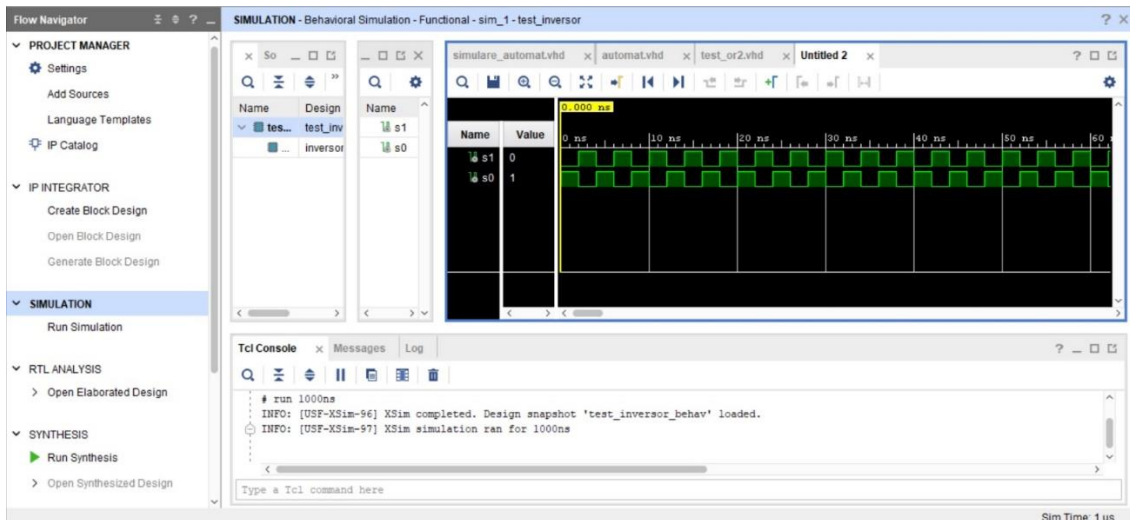 Flow Navigator
?
PROJECT MANAGER
Settings
Add Sources
Language Templates
IP Catalog
IP INTEGRATOR
Create Block Design
Open Block Design
Generate Block Design
SIMULATION
Run Simulation
RTL ANALYSIS
Open Elaborated Design
SYNTHESIS
Run Synthesis
Open Synthesized Design
SIMULATION - Behavioral Simulation - Functional - sim_1 - test_inversor
? ×
So
Name Design
tes... test_inv
... inversor
Name
s1
s0
simulare_automat.vhd × automat.vhd × test_or2.vhd × Untitled 2 ×
?
0.000 ns
Name Value
0 ns 10 ns 20 ns 30 ns 40 ns 50 ns 60
s1 0
s0 1
Tcl Console × Messages Log
?
# run 1000ns
INFO: [USF-XSim-96] XSim completed. Design snapshot 'test_inversor_behav' loaded.
INFO: [USF-XSim-97] XSim simulation ran for 1000ns
Type a Tcl command here
Sim Time: 1 us